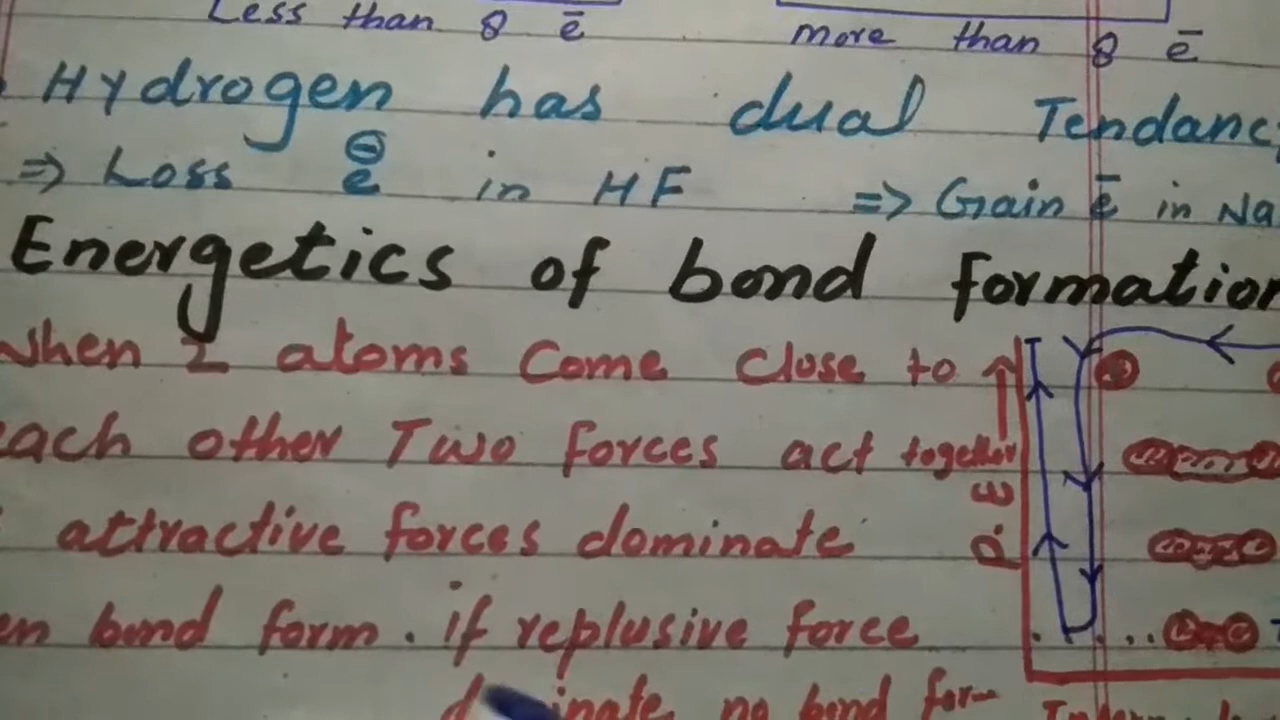 Less than 8 ē more than 8 ē
Hydrogen has dual Tendanc
=> Loss e⊖ in HF => Gain ē in Na
Energetics of bond formation
when 2 atoms Come Close to
each other Two forces act together
attractive forces dominate
en bond form. if replusive force
no bond form
P.E